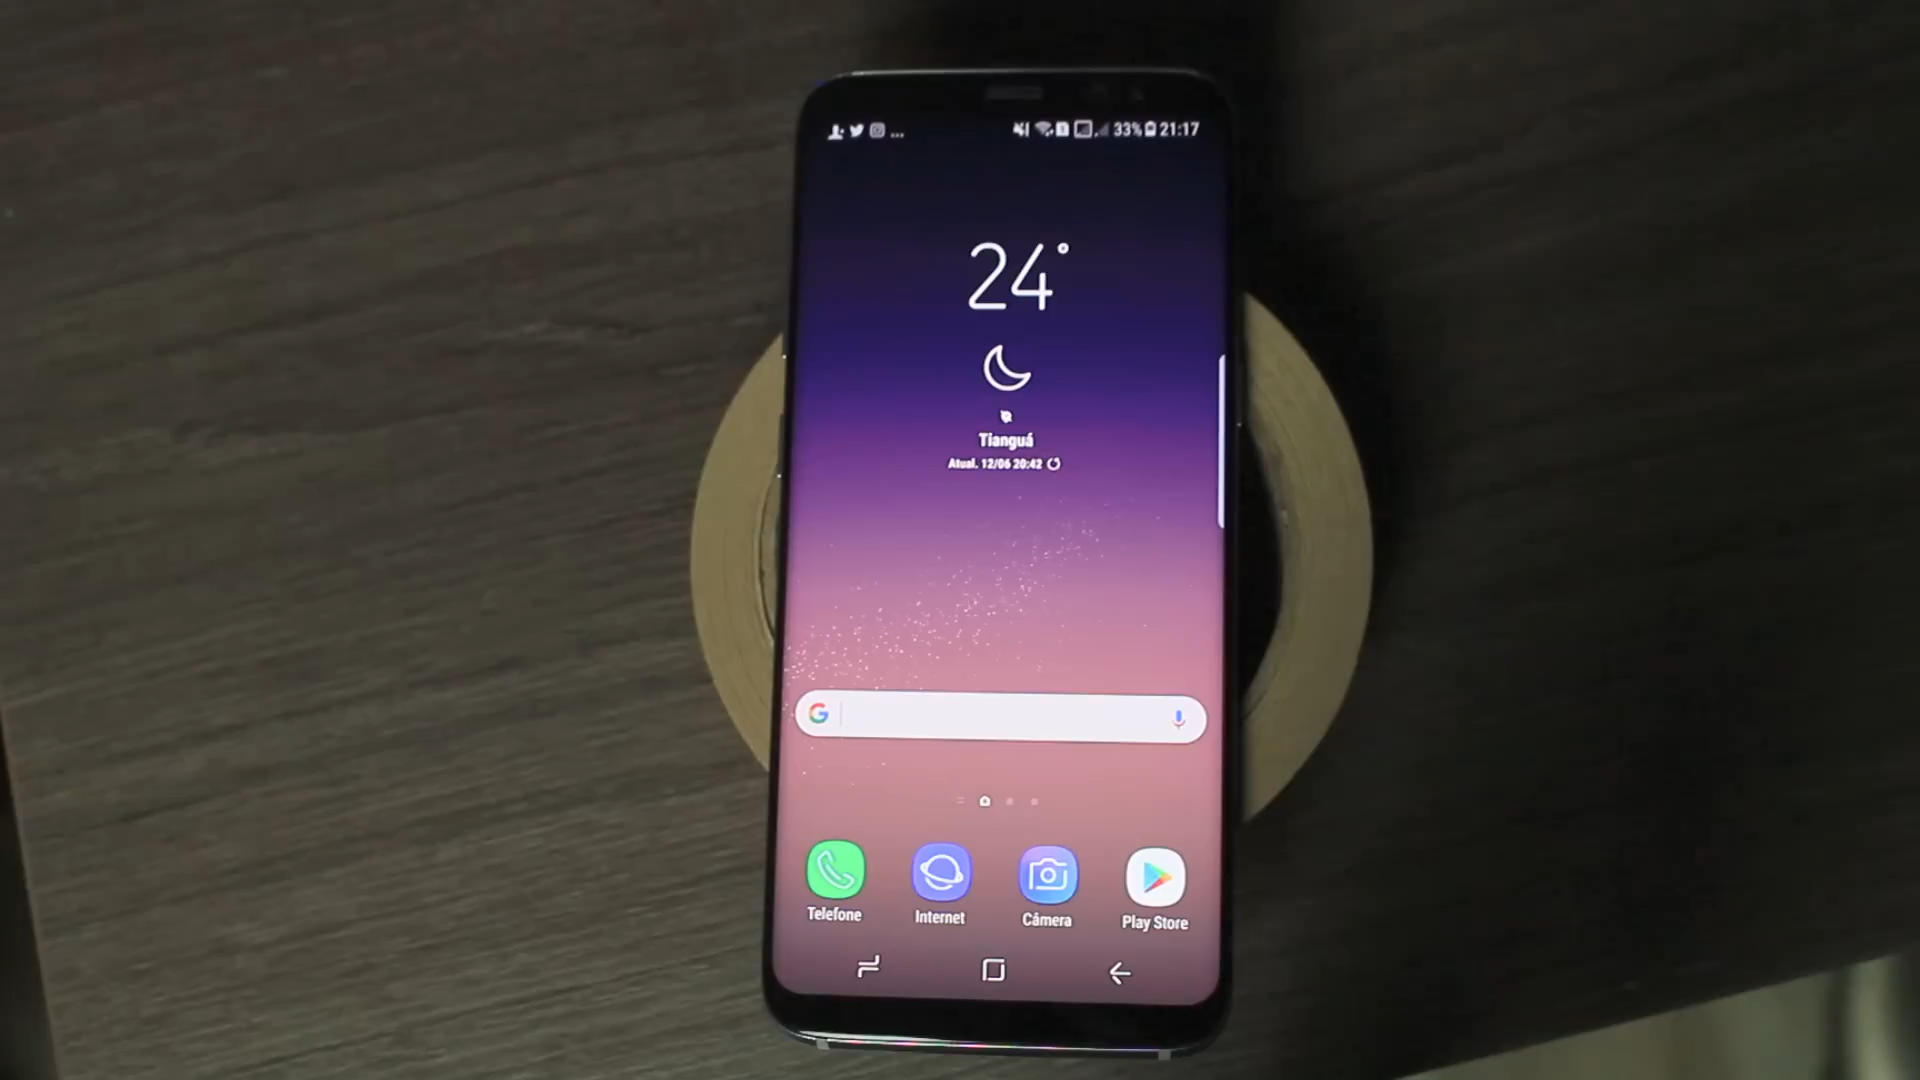 ... 33% 21:17
24°
Tianguá
Atual. 12/06 20:42
G
Telefone Internet Câmera Play Store